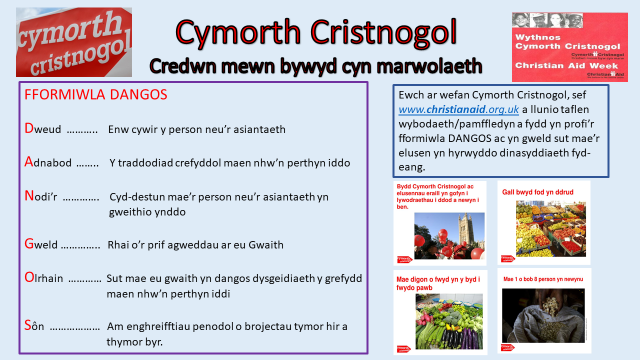 cymorth
cristnogol
Cymorth Cristnogol
Credwn mewn bywyd cyn marwolaeth
Wythnos
Cymorth Cristnogol
Christian Aid Week
FFORMIWLA DANGOS
Dweud ……….. Enw cywir y person neu’r asiantaeth
Adnabod …….. Y traddodiad crefyddol maen nhw’n perthyn iddo
Nodi’r …………. Cyd-destun mae’r person neu’r asiantaeth yn
gweithio ynddo
Gweld ………….. Rhai o’r prif agweddau ar eu Gwaith
Olrhain ………… Sut mae eu gwaith yn dangos dysgeidiaeth y grefydd
maen nhw’n perthyn iddi
Sôn ……………… Am enghreifftiau penodol o brojectau tymor hir a
thymor byr.
Ewch ar wefan Cymorth Cristnogol, sef
www.christianaid.org.uk a llunio taflen
wybodaeth/pamffledyn a fydd yn profi’r
fformiwla DANGOS ac yn gweld sut mae’r
elusen yn hyrwyddo dinasyddiaeth fyd-
eang.
Bydd Cymorth Cristnogol ac
elusennau eraill yn gofyn i
lywodraethau i ddod a newyn i
ben.
Gall bwyd fod yn ddrud
Mae digon o fwyd yn y byd i
fwydo pawb
Mae 1 o bob 8 person yn newynu